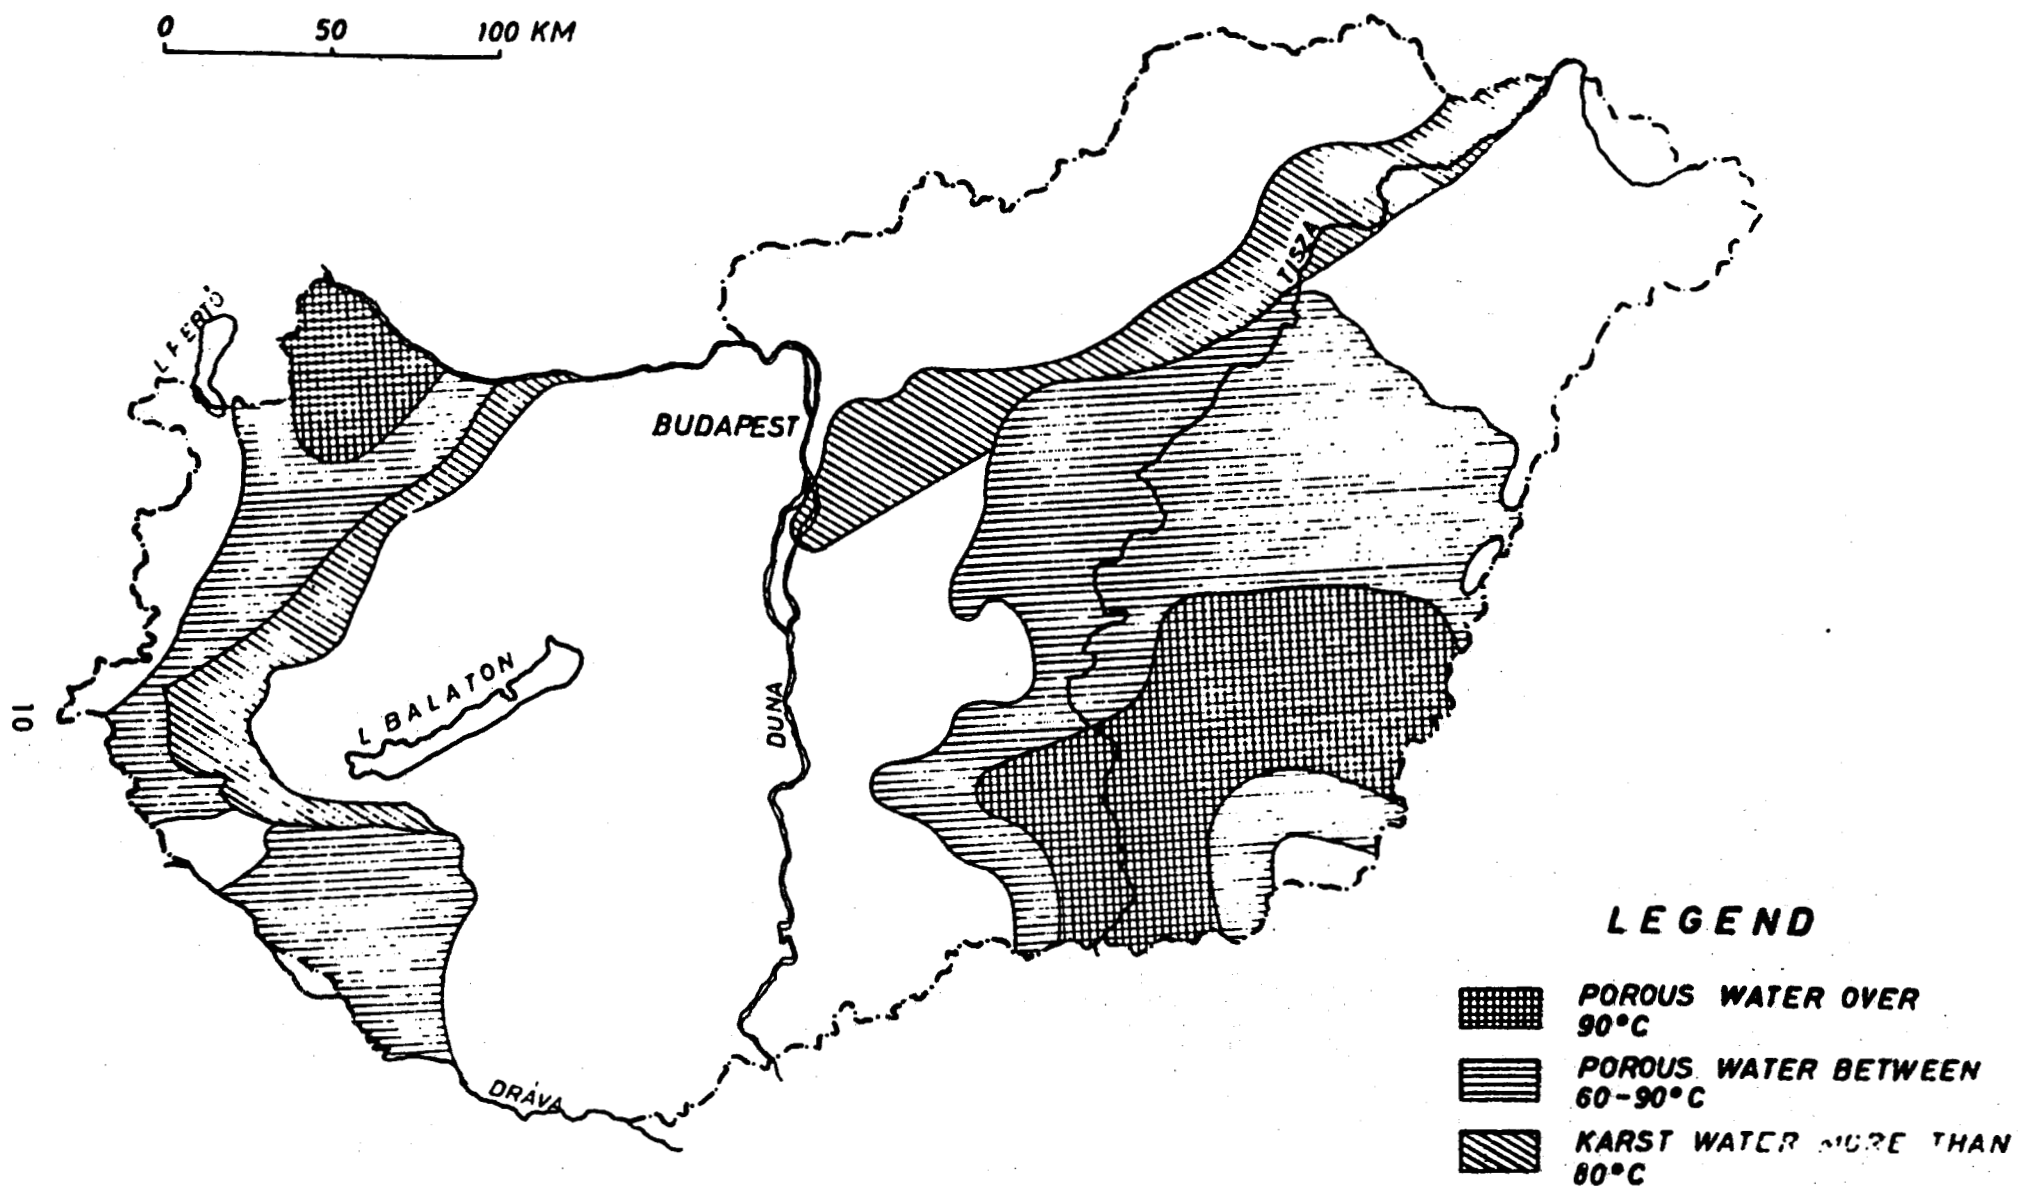 0 50 100 KM
L FERTŐ
TISZA
BUDAPEST
L BALATON
DUNA
10
DRÁVA
LEGEND
POROUS WATER OVER
90°C
POROUS WATER BETWEEN
60-90°C
KARST WATER MORE THAN